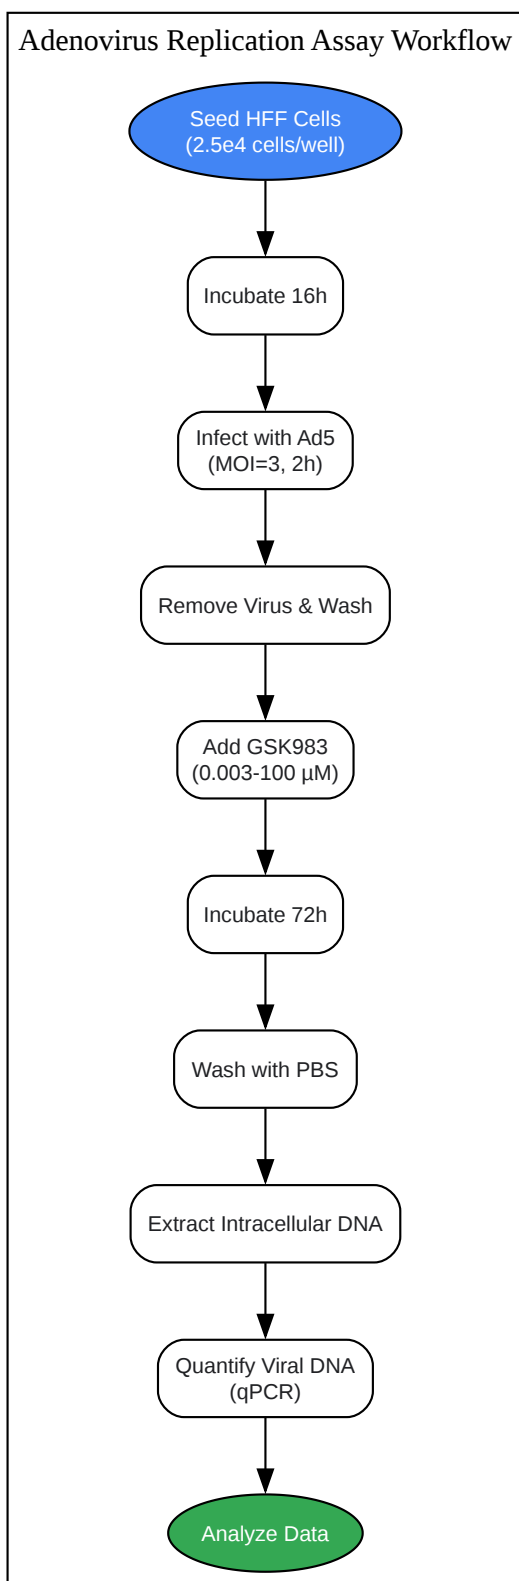 Adenovirus Replication Assay Workflow
Seed HFF Cells
(2.5e4 cells/well)
Incubate 16h
Infect with Ad5
(MOI=3, 2h)
Remove Virus & Wash
Add GSK983
(0.003-100 µM)
Incubate 72h
Wash with PBS
Extract Intracellular DNA
Quantify Viral DNA
(qPCR)
Analyze Data